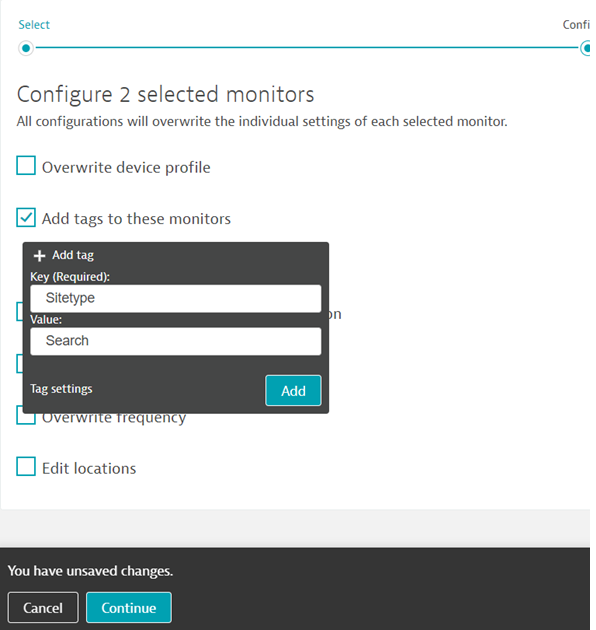 Select
Confi
Configure 2 selected monitors
All configurations will overwrite the individual settings of each selected monitor.
Overwrite device profile
Add tags to these monitors
Add tag
Key (Required):
Sitetype
on
Value:
Search
Tag settings
Add
Overwrite frequency
Edit locations
You have unsaved changes.
Cancel
Continue